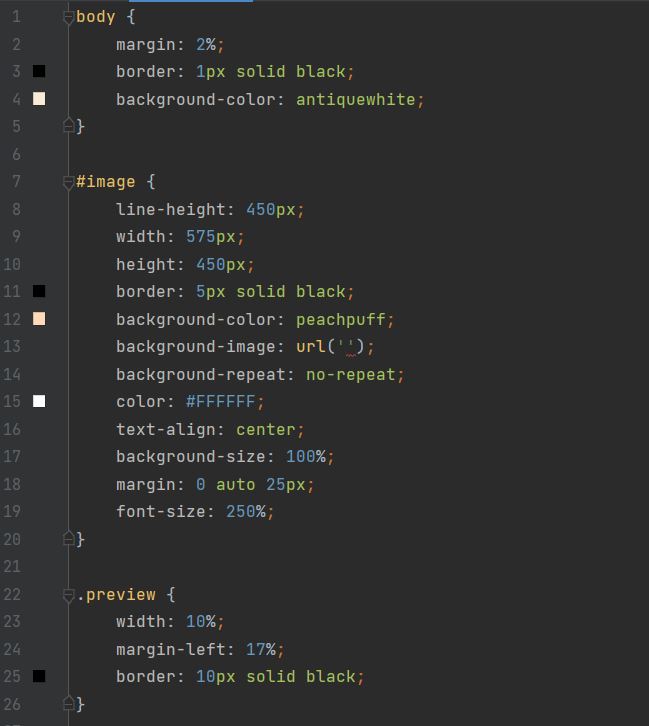 1 body {
2 margin: 2%;
3 border: 1px solid black;
4 background-color: antiquewhite;
5 }
6
7 #image {
8 line-height: 450px;
9 width: 575px;
10 height: 450px;
11 border: 5px solid black;
12 background-color: peachpuff;
13 background-image: url('');
14 background-repeat: no-repeat;
15 color: #FFFFFF;
16 text-align: center;
17 background-size: 100%;
18 margin: 0 auto 25px;
19 font-size: 250%;
20 }
21
22 .preview {
23 width: 10%;
24 margin-left: 17%;
25 border: 10px solid black;
26 }